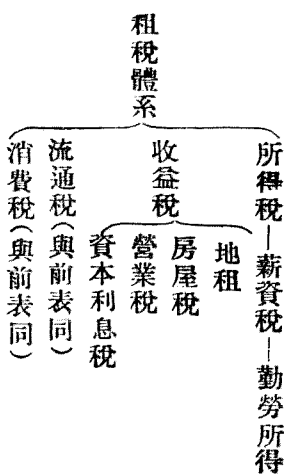 租稅體系
所得稅—薪資稅—勤勞所得
收益稅
地租
房屋稅
營業稅
資本利息稅
流通稅(與前表同)
消費稅(與前表同)